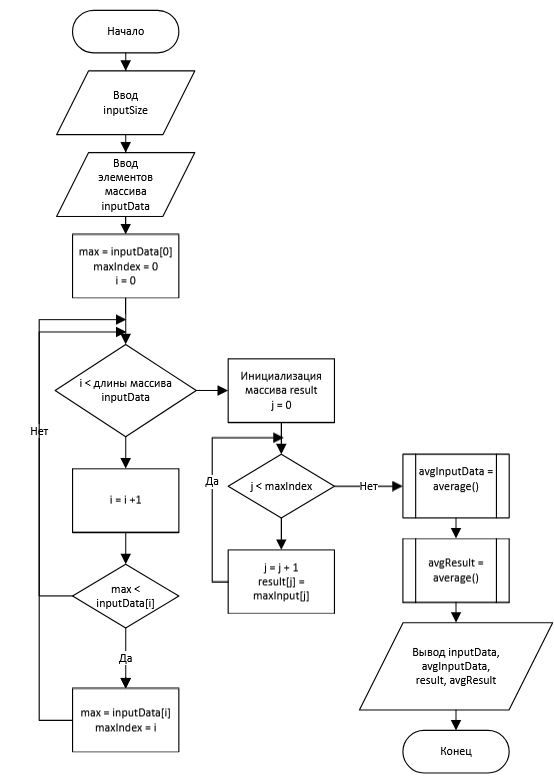 Начало
Ввод
inputSize
Ввод
элементов
массива
inputData
max = inputData[0]
maxIndex = 0
i = 0
i < длины массива
inputData
Нет
i = i +1
max <
inputData[i]
Да
max = inputData[i]
maxIndex = i
Инициализация
массива result
j = 0
Да
j < maxIndex
Нет
j = j + 1
result[j] =
maxInput[j]
avgInputData =
average()
avgResult =
average()
Вывод inputData,
avgInputData,
result, avgResult
Конец